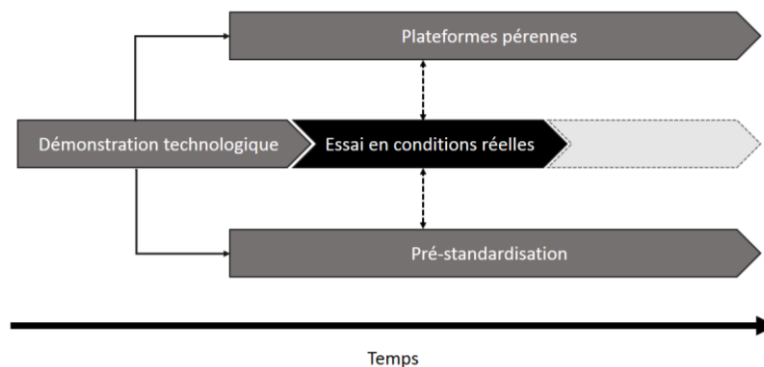 Plateformes pérennes
Démonstration technologique
Essai en conditions réelles
Pré-standardisation
Temps